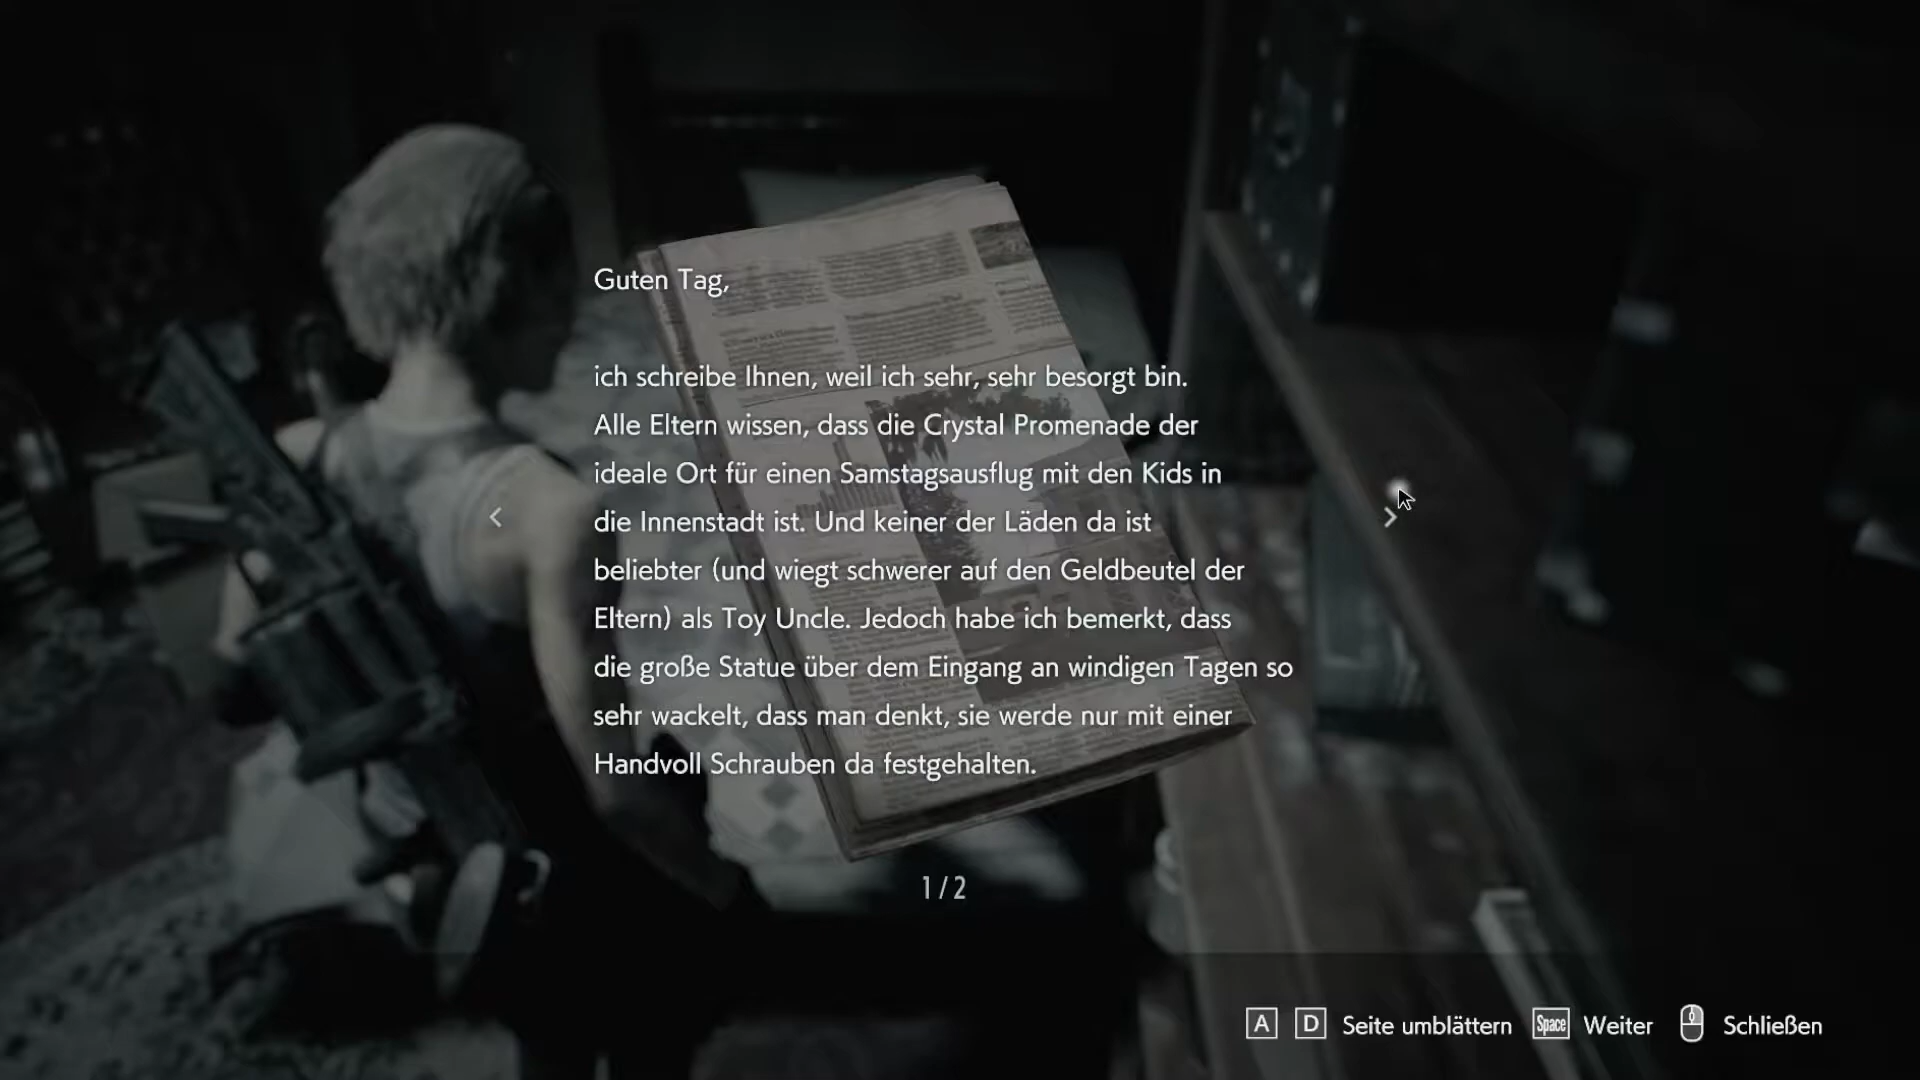 Guten Tag,
ich schreibe Ihnen, weil ich sehr, sehr besorgt bin.
Alle Eltern wissen, dass die Crystal Promenade der
ideale Ort für einen Samstagsausflug mit den Kids in
die Innenstadt ist. Und keiner der Läden da ist
beliebter (und wiegt schwerer auf den Geldbeutel der
Eltern) als Toy Uncle. Jedoch habe ich bemerkt, dass
die große Statue über dem Eingang an windigen Tagen so
sehr wackelt, dass man denkt, sie werde nur mit einer
Handvoll Schrauben da festgehalten.
1 / 2
A D Seite umblättern Space Weiter Schließen